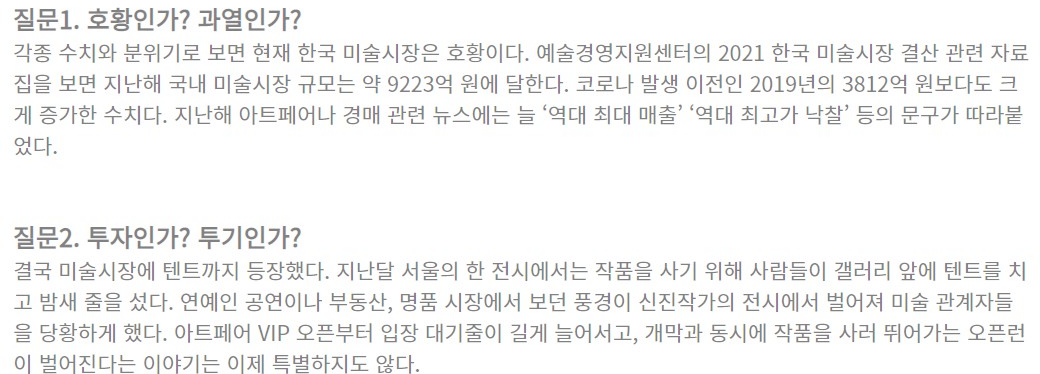 질문1. 호황인가? 과열인가?
각종 수치와 분위기로 보면 현재 한국 미술시장은 호황이다. 예술경영지원센터의 2021 한국 미술시장 결산 관련 자료
집을 보면 지난해 국내 미술시장 규모는 약 9223억 원에 달한다. 코로나 발생 이전인 2019년의 3812억 원보다도 크
게 증가한 수치다. 지난해 아트페어나 경매 관련 뉴스에는 늘 ‘역대 최대 매출’ ‘역대 최고가 낙찰’ 등의 문구가 따라붙
었다.
질문2. 투자인가? 투기인가?
결국 미술시장에 텐트까지 등장했다. 지난달 서울의 한 전시에서는 작품을 사기 위해 사람들이 갤러리 앞에 텐트를 치
고 밤새 줄을 섰다. 연예인 공연이나 부동산, 명품 시장에서 보던 풍경이 신진작가의 전시에서 벌어져 미술 관계자들
을 당황하게 했다. 아트페어 VIP 오픈부터 입장 대기줄이 길게 늘어서고, 개막과 동시에 작품을 사러 뛰어가는 오픈런
이 벌어진다는 이야기는 이제 특별하지도 않다.